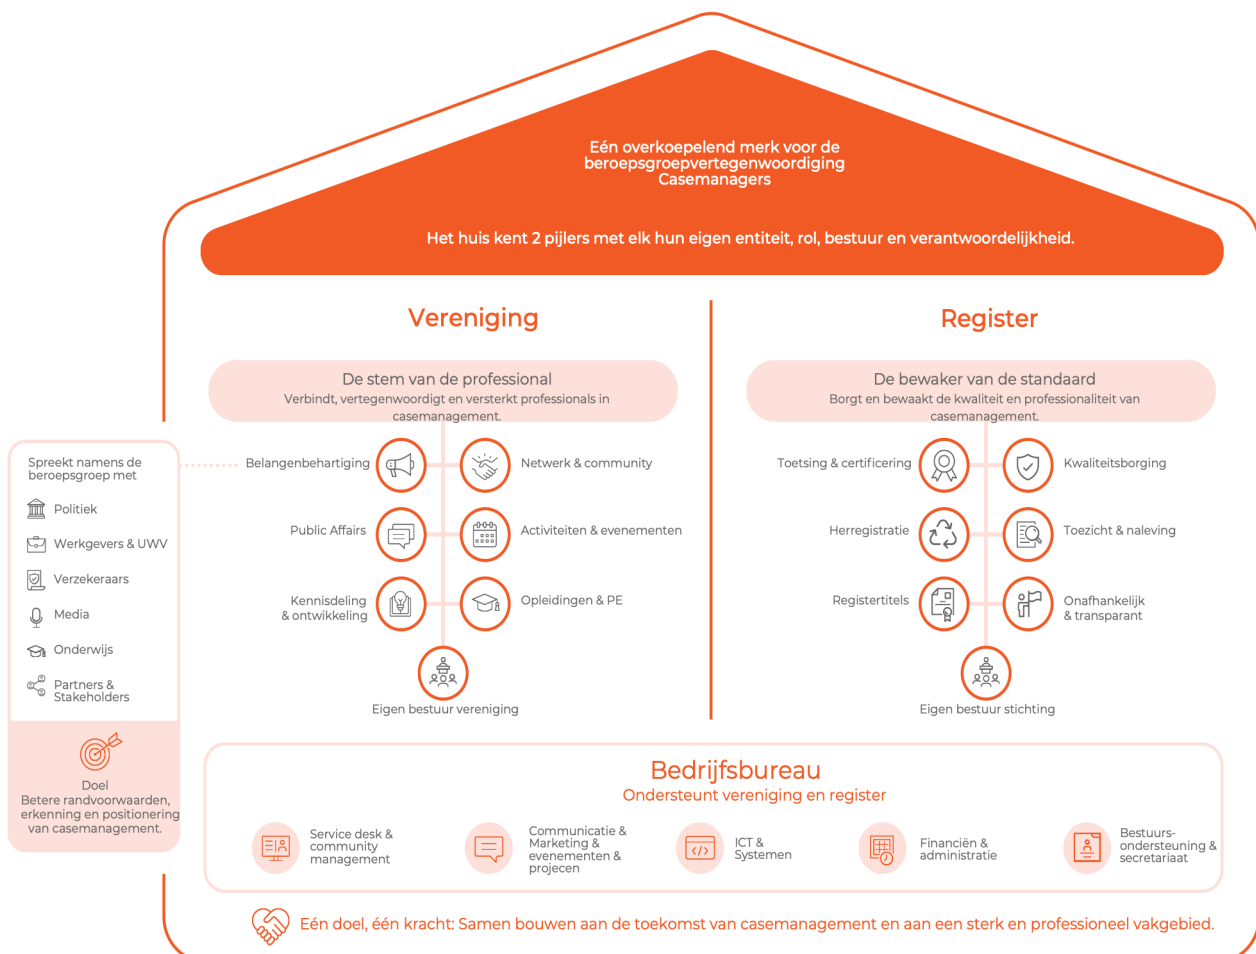 Eén overkoepelend merk voor de
beroepsgroepvertegenwoordiging
Casemanagers
Het huis kent 2 pijlers met elk hun eigen entiteit, rol, bestuur en verantwoordelijkheid.
Vereniging
De stem van de professional
Verbindt, vertegenwoordigt en versterkt professionals in
casemanagement.
Belangenbehartiging
Netwerk & community
Public Affairs
Activiteiten & evenementen
Kennisdeling
& ontwikkeling
Opleidingen & PE
Eigen bestuur vereniging
Register
De bewaker van de standaard
Borgt en bewaakt de kwaliteit en professionaliteit van
casemanagement.
Toetsing & certificering
Kwaliteitsborging
Herregistratie
Toezicht & naleving
Registertitels
Onafhankelijk
& transparant
Eigen bestuur stichting
Spreekt namens de
beroepsgroep met
Politiek
Werkgevers & UWV
Verzekeraars
Media
Onderwijs
Partners &
Stakeholders
Doel
Betere randvoorwaarden,
erkenning en positionering
van casemanagement.
Bedrijfsbureau
Ondersteunt vereniging en register
Service desk &
community
management
Communicatie &
Marketing &
evenementen &
projecen
ICT &
Systemen
Financiën &
administratie
Bestuurs-
ondersteuning &
secretariaat
Eén doel, één kracht: Samen bouwen aan de toekomst van casemanagement en aan een sterk en professioneel vakgebied.